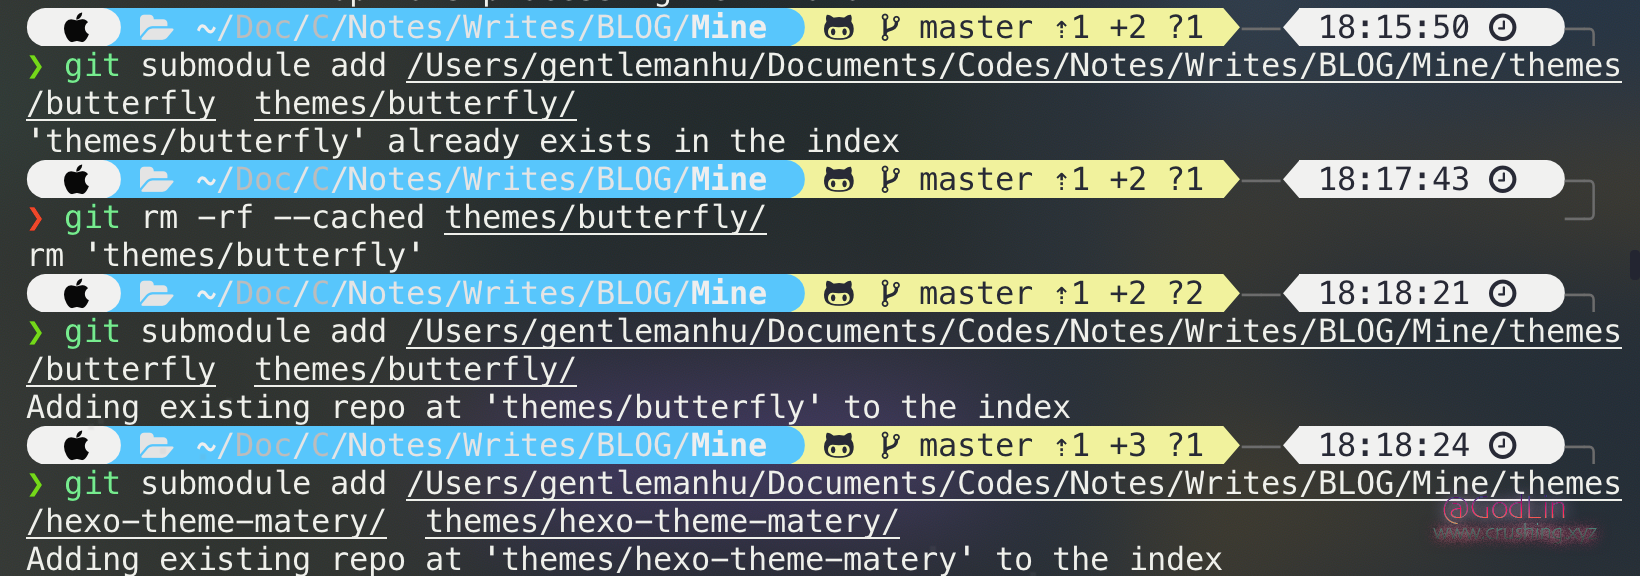 ~/Doc/C/Notes/Writes/BLOG/Mine master ⇡1 +2 ?1 18:15:50
❯ git submodule add /Users/gentlemanhu/Documents/Codes/Notes/Writes/BLOG/Mine/themes
/butterfly themes/butterfly/
'themes/butterfly' already exists in the index
~/Doc/C/Notes/Writes/BLOG/Mine master ⇡1 +2 ?1 18:17:43
❯ git rm -rf --cached themes/butterfly/
rm 'themes/butterfly'
~/Doc/C/Notes/Writes/BLOG/Mine master ⇡1 +2 ?2 18:18:21
❯ git submodule add /Users/gentlemanhu/Documents/Codes/Notes/Writes/BLOG/Mine/themes
/butterfly themes/butterfly/
Adding existing repo at 'themes/butterfly' to the index
~/Doc/C/Notes/Writes/BLOG/Mine master ⇡1 +3 ?1 18:18:24
❯ git submodule add /Users/gentlemanhu/Documents/Codes/Notes/Writes/BLOG/Mine/themes
/hexo-theme-matery/ themes/hexo-theme-matery/
@GodLin
www.crushing.xyz
Adding existing repo at 'themes/hexo-theme-matery' to the index